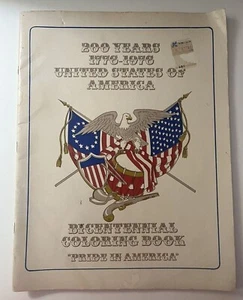 200 YEARS
1776-1976
UNITED STATES OF
AMERICA
BICENTENNIAL
COLORING BOOK
"PRIDE IN AMERICA"